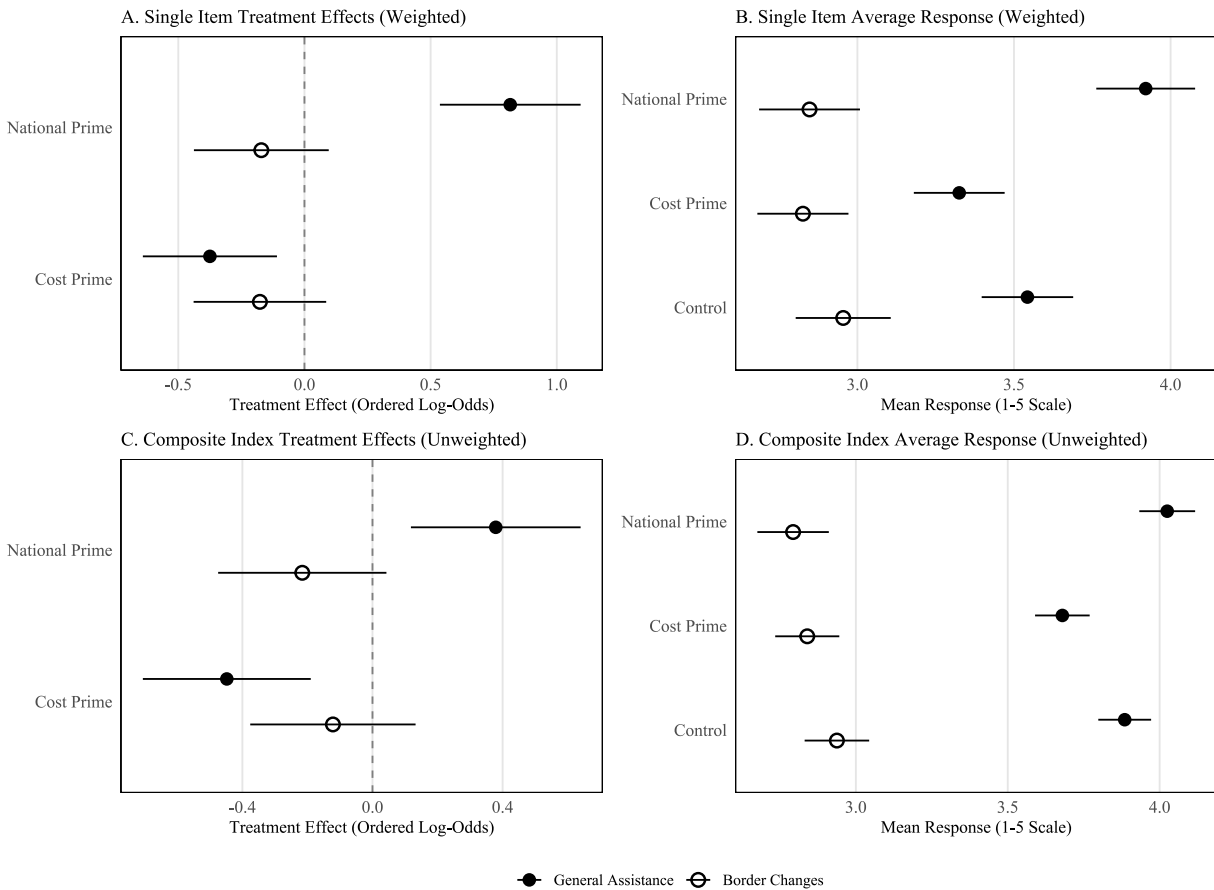 A. Single Item Treatment Effects (Weighted)
National Prime
Cost Prime
-0.5 0.0 0.5 1.0
Treatment Effect (Ordered Log-Odds)
B. Single Item Average Response (Weighted)
National Prime
Cost Prime
Control
3.0 3.5 4.0
Mean Response (1-5 Scale)
C. Composite Index Treatment Effects (Unweighted)
National Prime
Cost Prime
-0.4 0.0 0.4
Treatment Effect (Ordered Log-Odds)
D. Composite Index Average Response (Unweighted)
National Prime
Cost Prime
Control
3.0 3.5 4.0
Mean Response (1-5 Scale)
General Assistance Border Changes